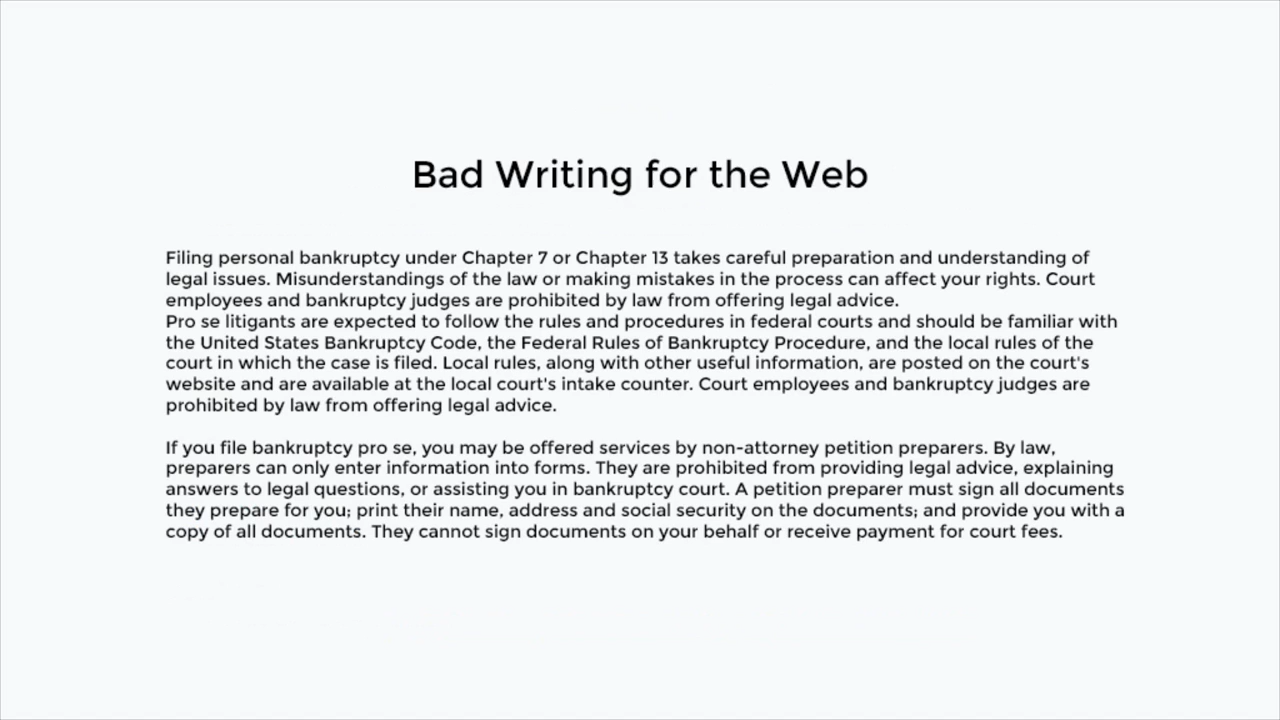 Bad Writing for the Web
Filing personal bankruptcy under Chapter 7 or Chapter 13 takes careful preparation and understanding of
legal issues. Misunderstandings of the law or making mistakes in the process can affect your rights. Court
employees and bankruptcy judges are prohibited by law from offering legal advice.
Pro se litigants are expected to follow the rules and procedures in federal courts and should be familiar with
the United States Bankruptcy Code, the Federal Rules of Bankruptcy Procedure, and the local rules of the
court in which the case is filed. Local rules, along with other useful information, are posted on the court's
website and are available at the local court's intake counter. Court employees and bankruptcy judges are
prohibited by law from offering legal advice.
If you file bankruptcy pro se, you may be offered services by non-attorney petition preparers. By law,
preparers can only enter information into forms. They are prohibited from providing legal advice, explaining
answers to legal questions, or assisting you in bankruptcy court. A petition preparer must sign all documents
they prepare for you; print their name, address and social security on the documents; and provide you with a
copy of all documents. They cannot sign documents on your behalf or receive payment for court fees.